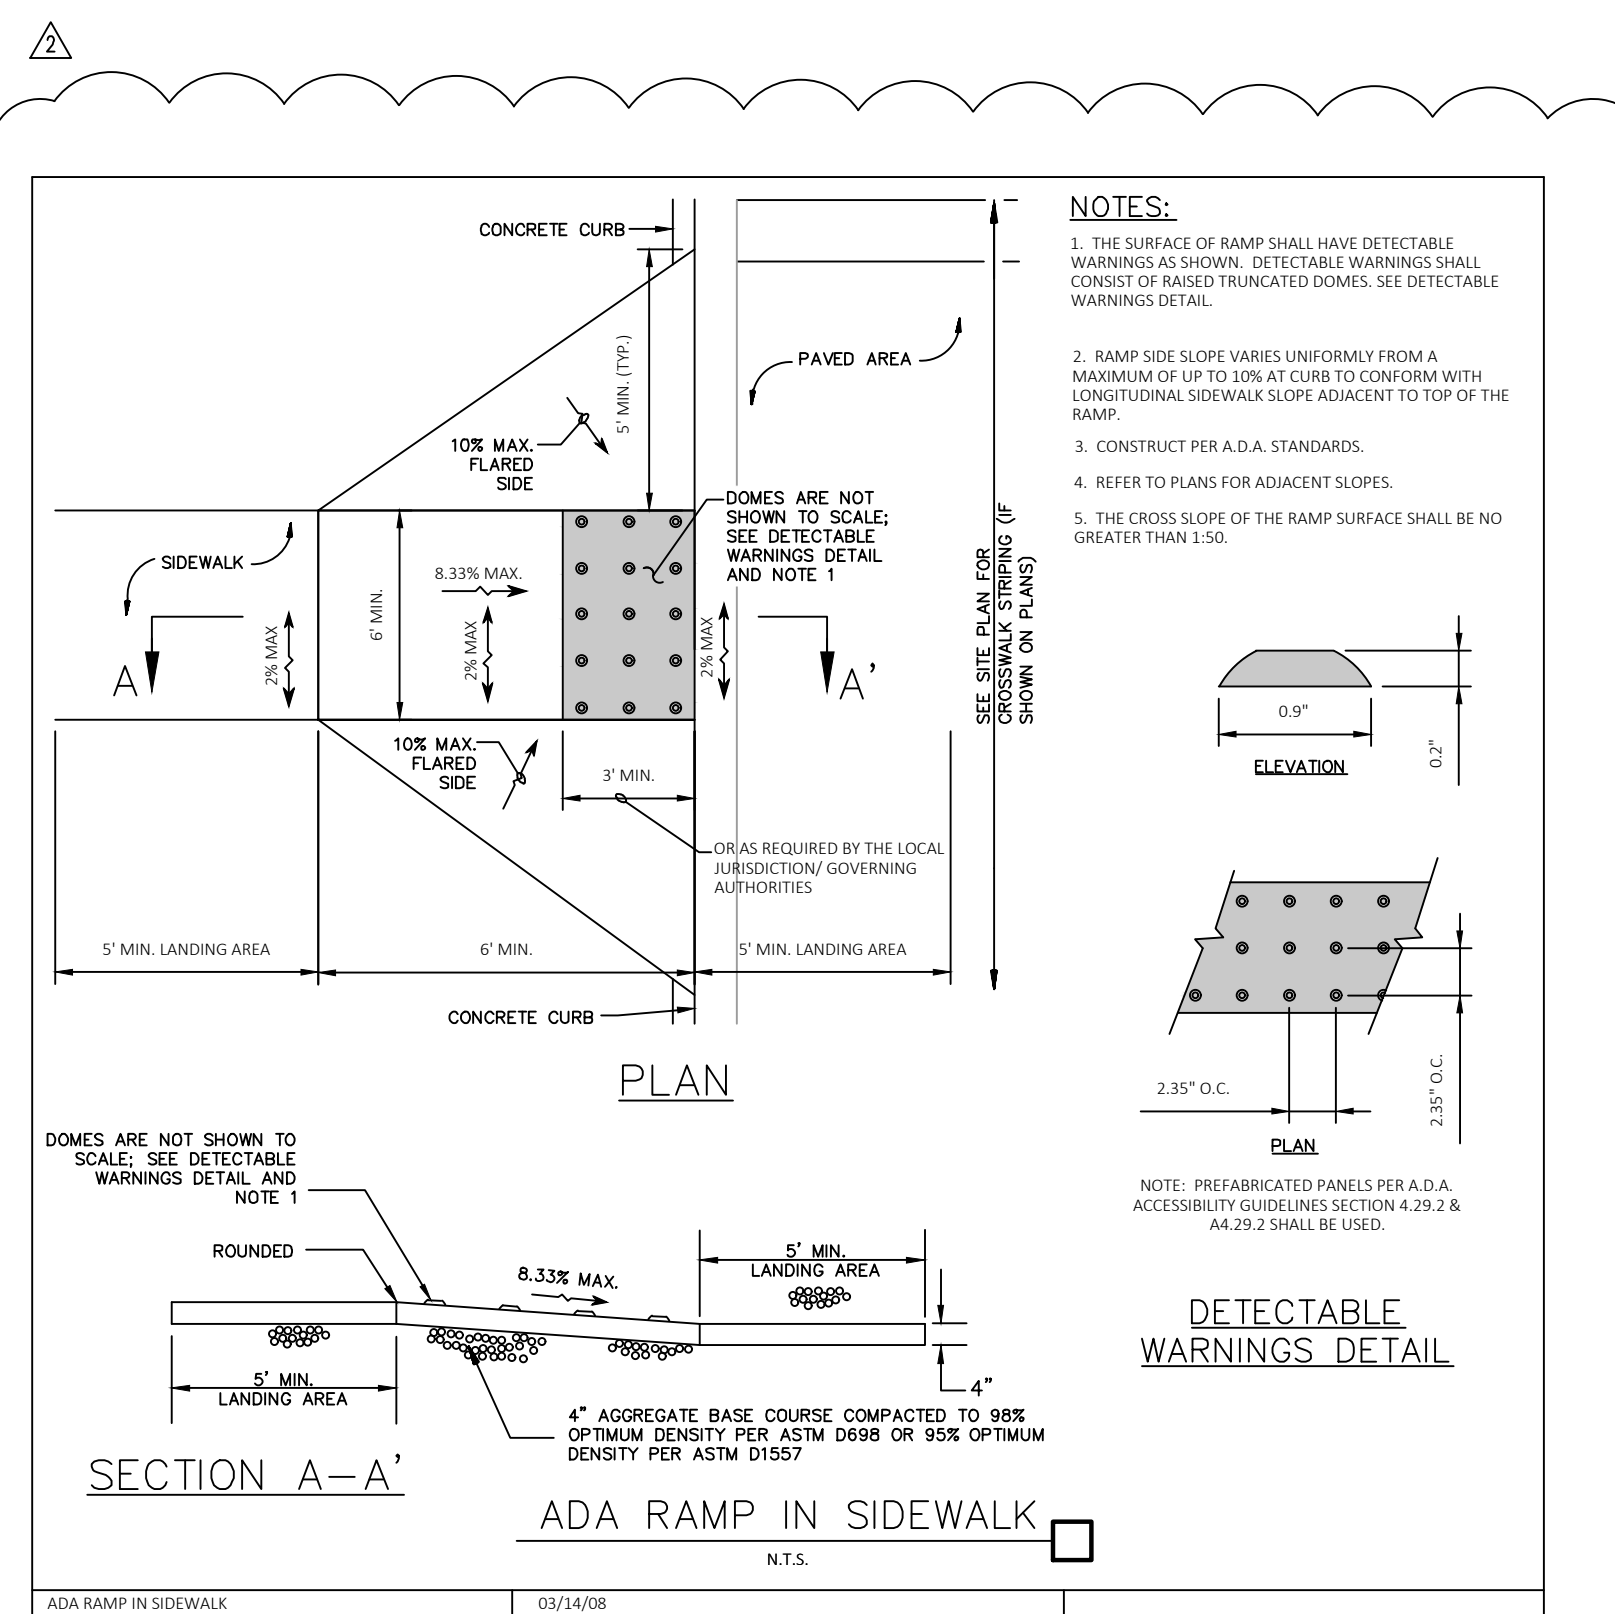 2
CONCRETE CURB
5' MIN. (TYP.)
PAVED AREA
10% MAX.
FLARED
SIDE
DOMES ARE NOT
SHOWN TO SCALE;
SEE DETECTABLE
WARNINGS DETAIL
AND NOTE 1
SIDEWALK
8.33% MAX.
6' MIN.
2% MAX
2% MAX
2% MAX
A
A'
SEE SITE PLAN FOR
CROSSWALK STRIPING (IF
SHOWN ON PLANS)
10% MAX.
FLARED
SIDE
3' MIN.
OR AS REQUIRED BY THE LOCAL
JURISDICTION/ GOVERNING
AUTHORITIES
5' MIN. LANDING AREA
6' MIN.
5' MIN. LANDING AREA
CONCRETE CURB
PLAN
NOTES:
1. THE SURFACE OF RAMP SHALL HAVE DETECTABLE
WARNINGS AS SHOWN. DETECTABLE WARNINGS SHALL
CONSIST OF RAISED TRUNCATED DOMES. SEE DETECTABLE
WARNINGS DETAIL.
2. RAMP SIDE SLOPE VARIES UNIFORMLY FROM A
MAXIMUM OF UP TO 10% AT CURB TO CONFORM WITH
LONGITUDINAL SIDEWALK SLOPE ADJACENT TO TOP OF THE
RAMP.
3. CONSTRUCT PER A.D.A. STANDARDS.
4. REFER TO PLANS FOR ADJACENT SLOPES.
5. THE CROSS SLOPE OF THE RAMP SURFACE SHALL BE NO
GREATER THAN 1:50.
0.9"
0.2"
ELEVATION
2.35" O.C.
2.35" O.C.
PLAN
NOTE: PREFABRICATED PANELS PER A.D.A.
ACCESSIBILITY GUIDELINES SECTION 4.29.2 &
A4.29.2 SHALL BE USED.
DETECTABLE
WARNINGS DETAIL
DOMES ARE NOT SHOWN TO
SCALE; SEE DETECTABLE
WARNINGS DETAIL AND
NOTE 1
ROUNDED
8.33% MAX.
5' MIN.
LANDING AREA
5' MIN.
LANDING AREA
4"
4" AGGREGATE BASE COURSE COMPACTED TO 98%
OPTIMUM DENSITY PER ASTM D698 OR 95% OPTIMUM
DENSITY PER ASTM D1557
SECTION A-A'
ADA RAMP IN SIDEWALK
N.T.S.
ADA RAMP IN SIDEWALK
03/14/08